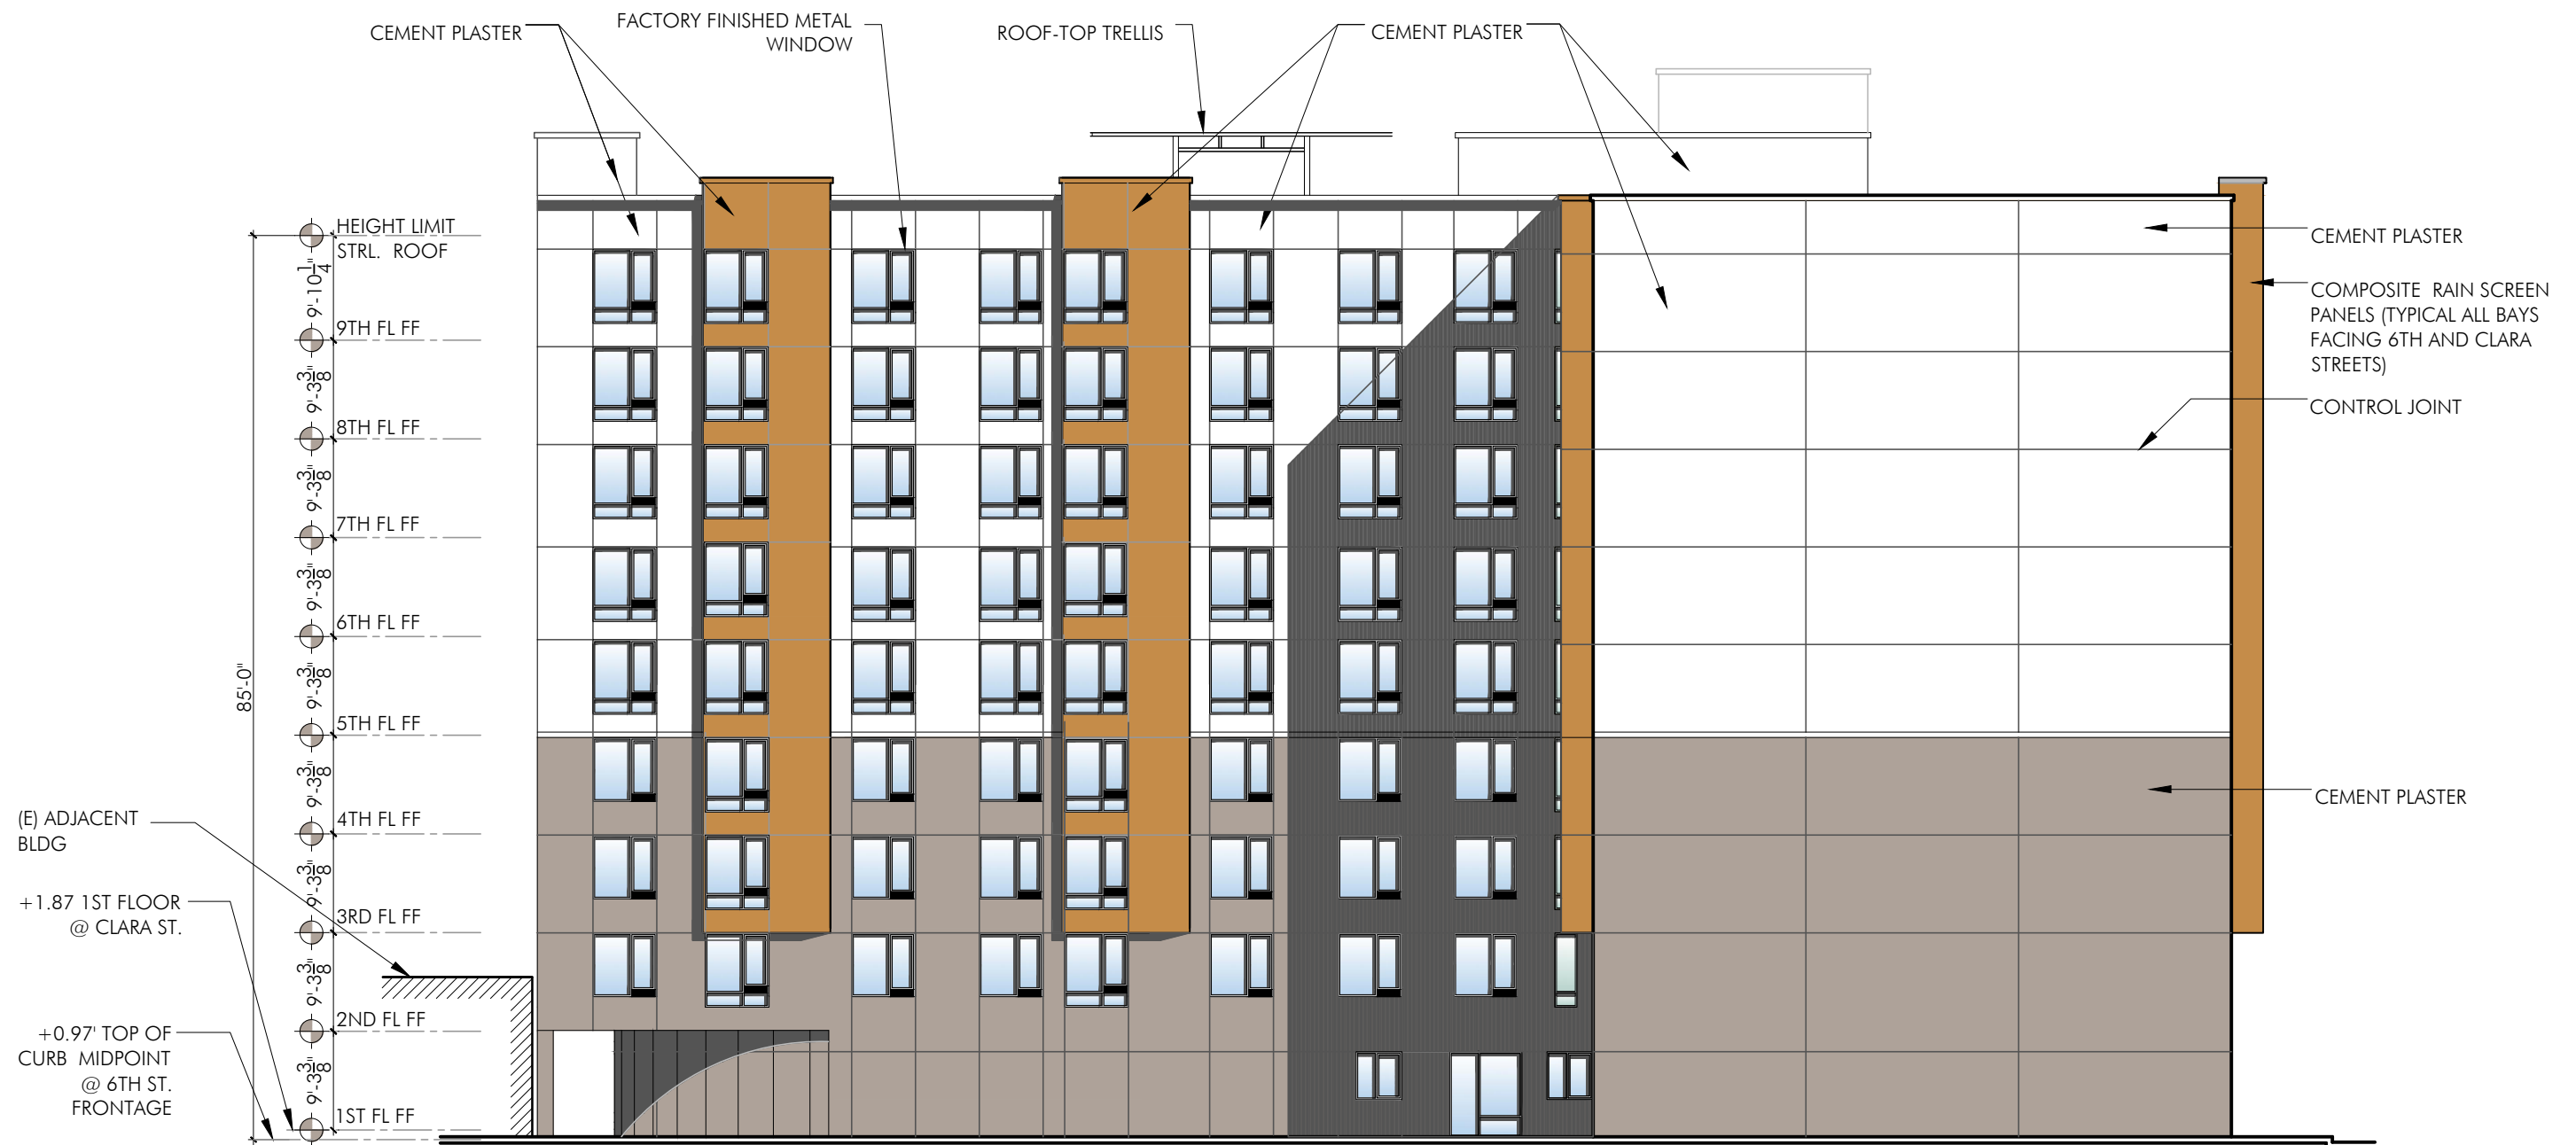 CEMENT PLASTER
FACTORY FINISHED METAL
WINDOW
ROOF-TOP TRELLIS
CEMENT PLASTER
HEIGHT LIMIT
STRL. ROOF
9'-10 1/4"
9TH FL FF
9'-3 3/8"
8TH FL FF
9'-3 3/8"
7TH FL FF
9'-3 3/8"
6TH FL FF
9'-3 3/8"
5TH FL FF
9'-3 3/8"
4TH FL FF
9'-3 3/8"
3RD FL FF
9'-3 3/8"
2ND FL FF
9'-3 3/8"
1ST FL FF
85'-0"
(E) ADJACENT
BLDG
+1.87 1ST FLOOR
@ CLARA ST.
+0.97' TOP OF
CURB MIDPOINT
@ 6TH ST.
FRONTAGE
CEMENT PLASTER
COMPOSITE RAIN SCREEN
PANELS (TYPICAL ALL BAYS
FACING 6TH AND CLARA
STREETS)
CONTROL JOINT
CEMENT PLASTER